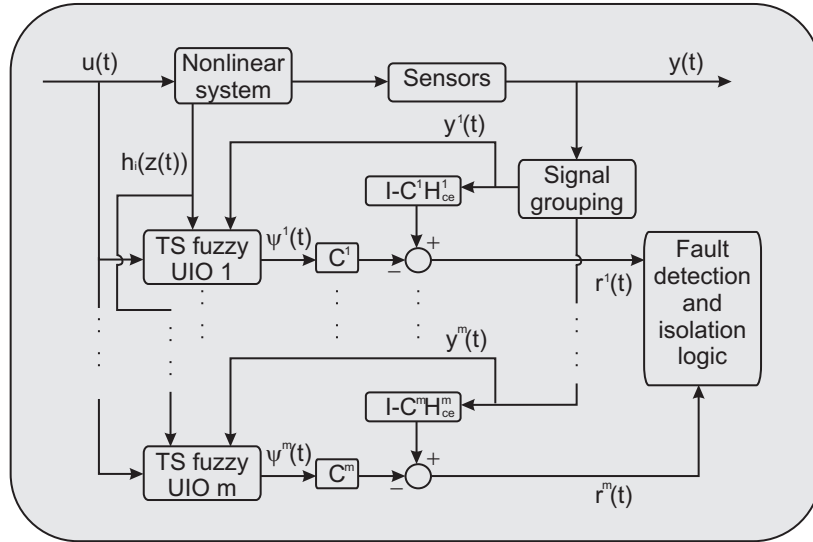 u(t)
Nonlinear
system
Sensors
y(t)
y¹(t)
hᵢ(z(t))
I-C¹H¹ce
Signal
grouping
TS fuzzy
UIO 1
ψ¹(t)
C¹
+
−
r¹(t)
Fault
detection
and
isolation
logic
yᵐ(t)
I-CᵐHᵐce
TS fuzzy
UIO m
ψᵐ(t)
Cᵐ
+
−
rᵐ(t)